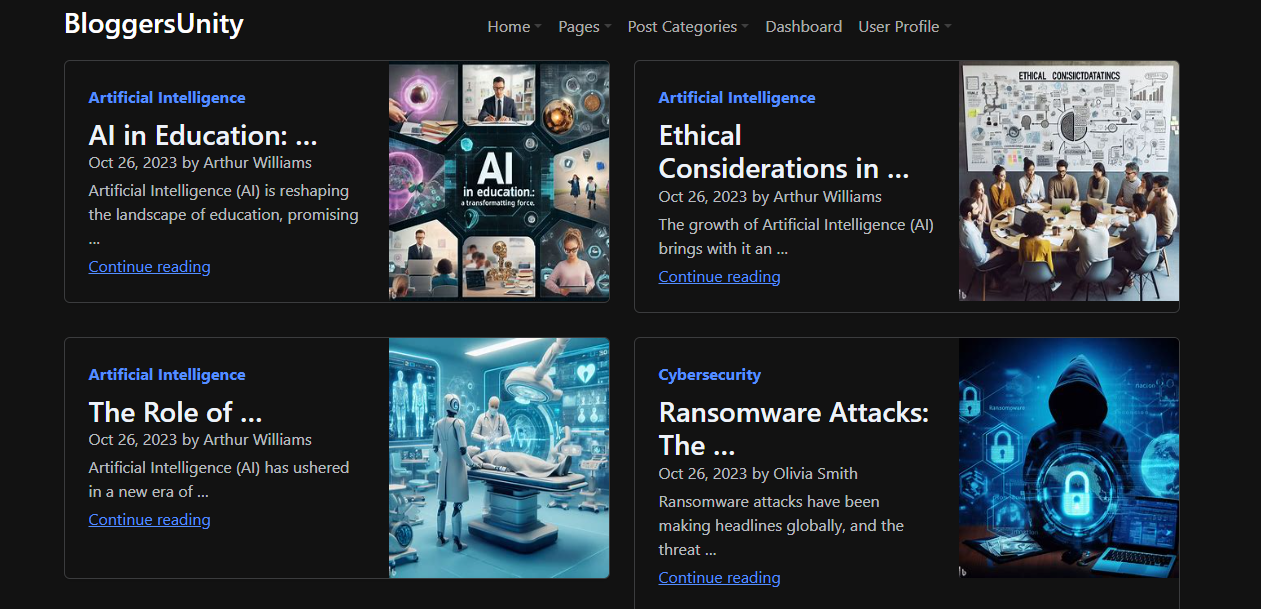 BloggersUnity
Home Pages Post Categories Dashboard User Profile
Artificial Intelligence
AI in Education: ...
Oct 26, 2023 by Arthur Williams
Artificial Intelligence (AI) is reshaping
the landscape of education, promising
...
Continue reading
AI
in education.:
a transformatting force.
Artificial Intelligence
Ethical
Considerations in ...
Oct 26, 2023 by Arthur Williams
The growth of Artificial Intelligence (AI)
brings with it an ...
Continue reading
Artificial Intelligence
The Role of ...
Oct 26, 2023 by Arthur Williams
Artificial Intelligence (AI) has ushered
in a new era of ...
Continue reading
Cybersecurity
Ransomware Attacks:
The ...
Oct 26, 2023 by Olivia Smith
Ransomware attacks have been
making headlines globally, and the
threat ...
Continue reading